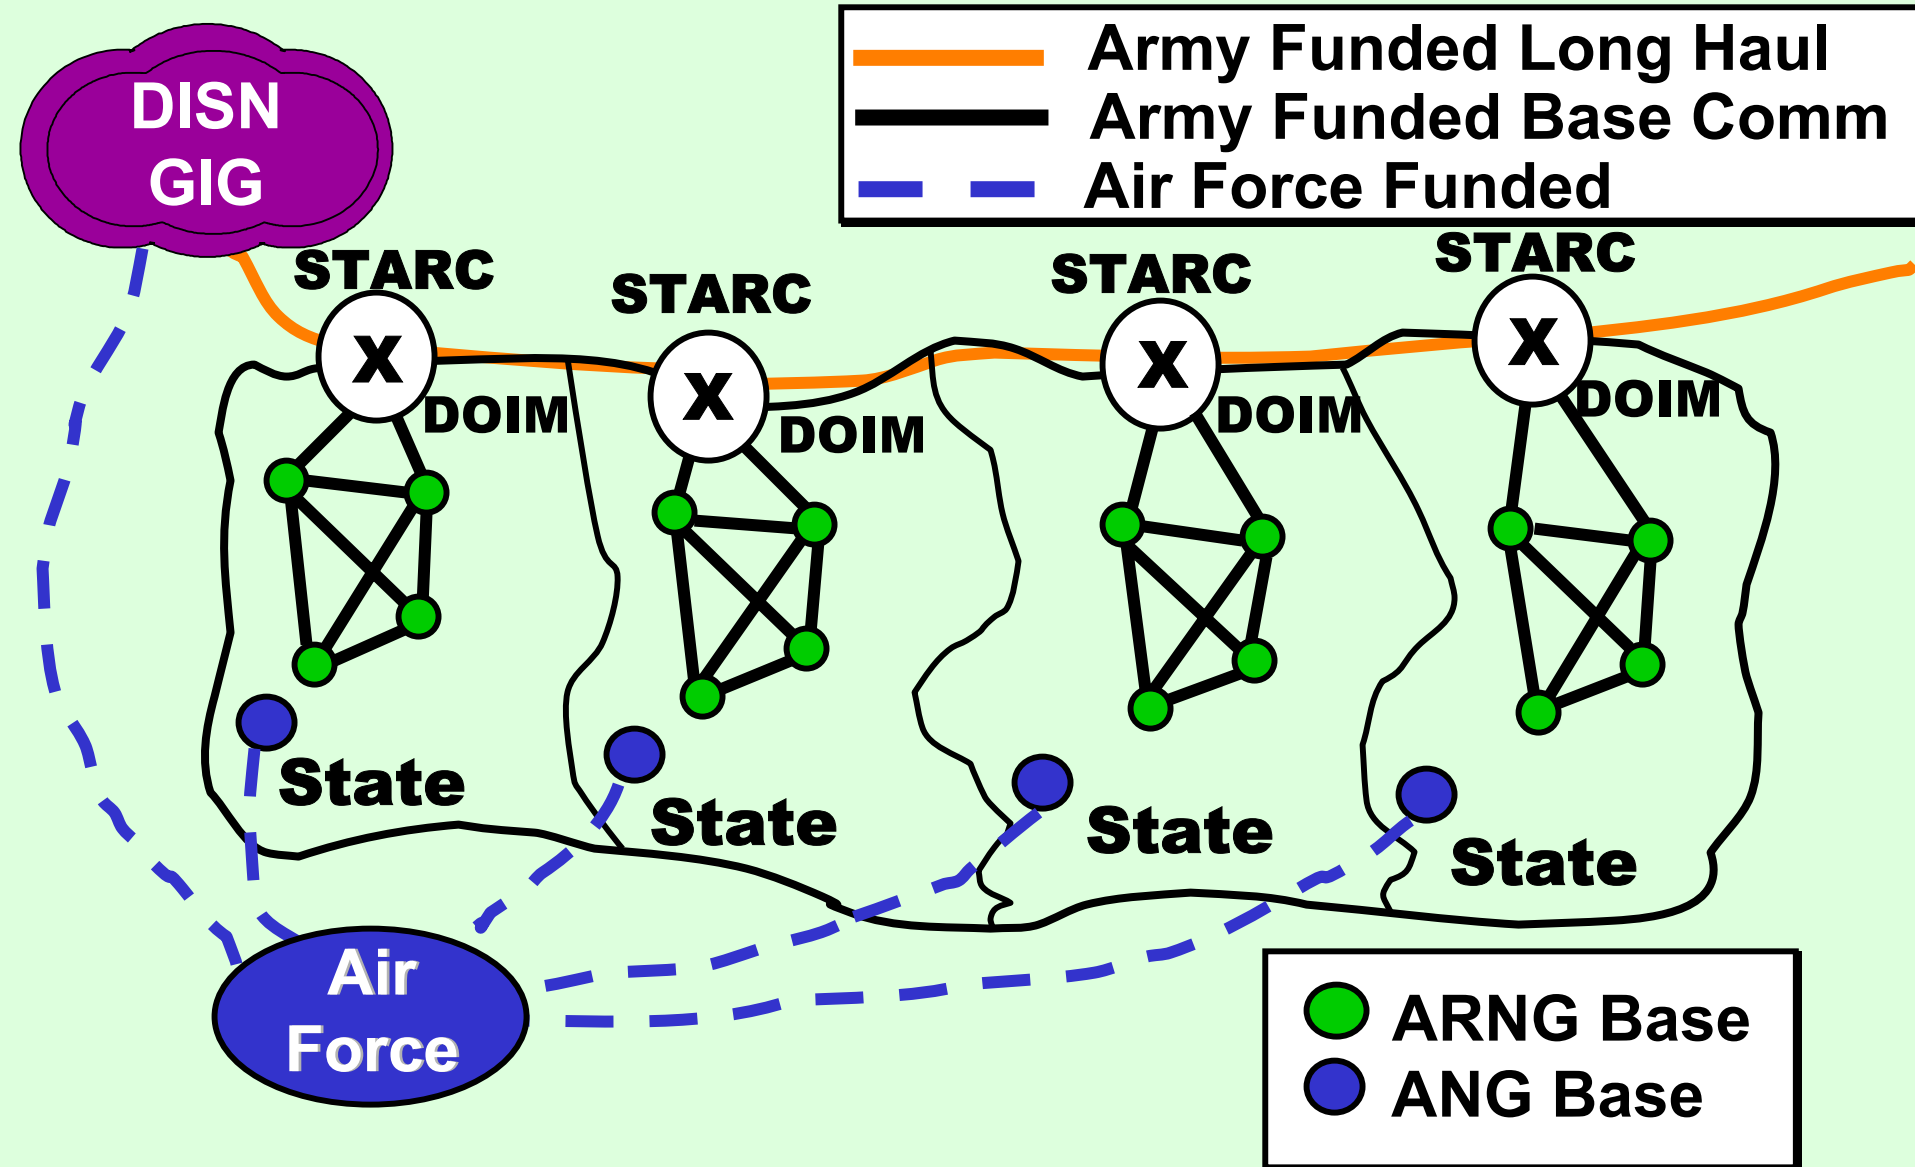 DISN
GIG
Army Funded Long Haul
Army Funded Base Comm
Air Force Funded
STARC
STARC
STARC
STARC
X
X
X
X
DOIM
DOIM
DOIM
DOIM
State
State
State
State
Air
Force
ARNG Base
ANG Base